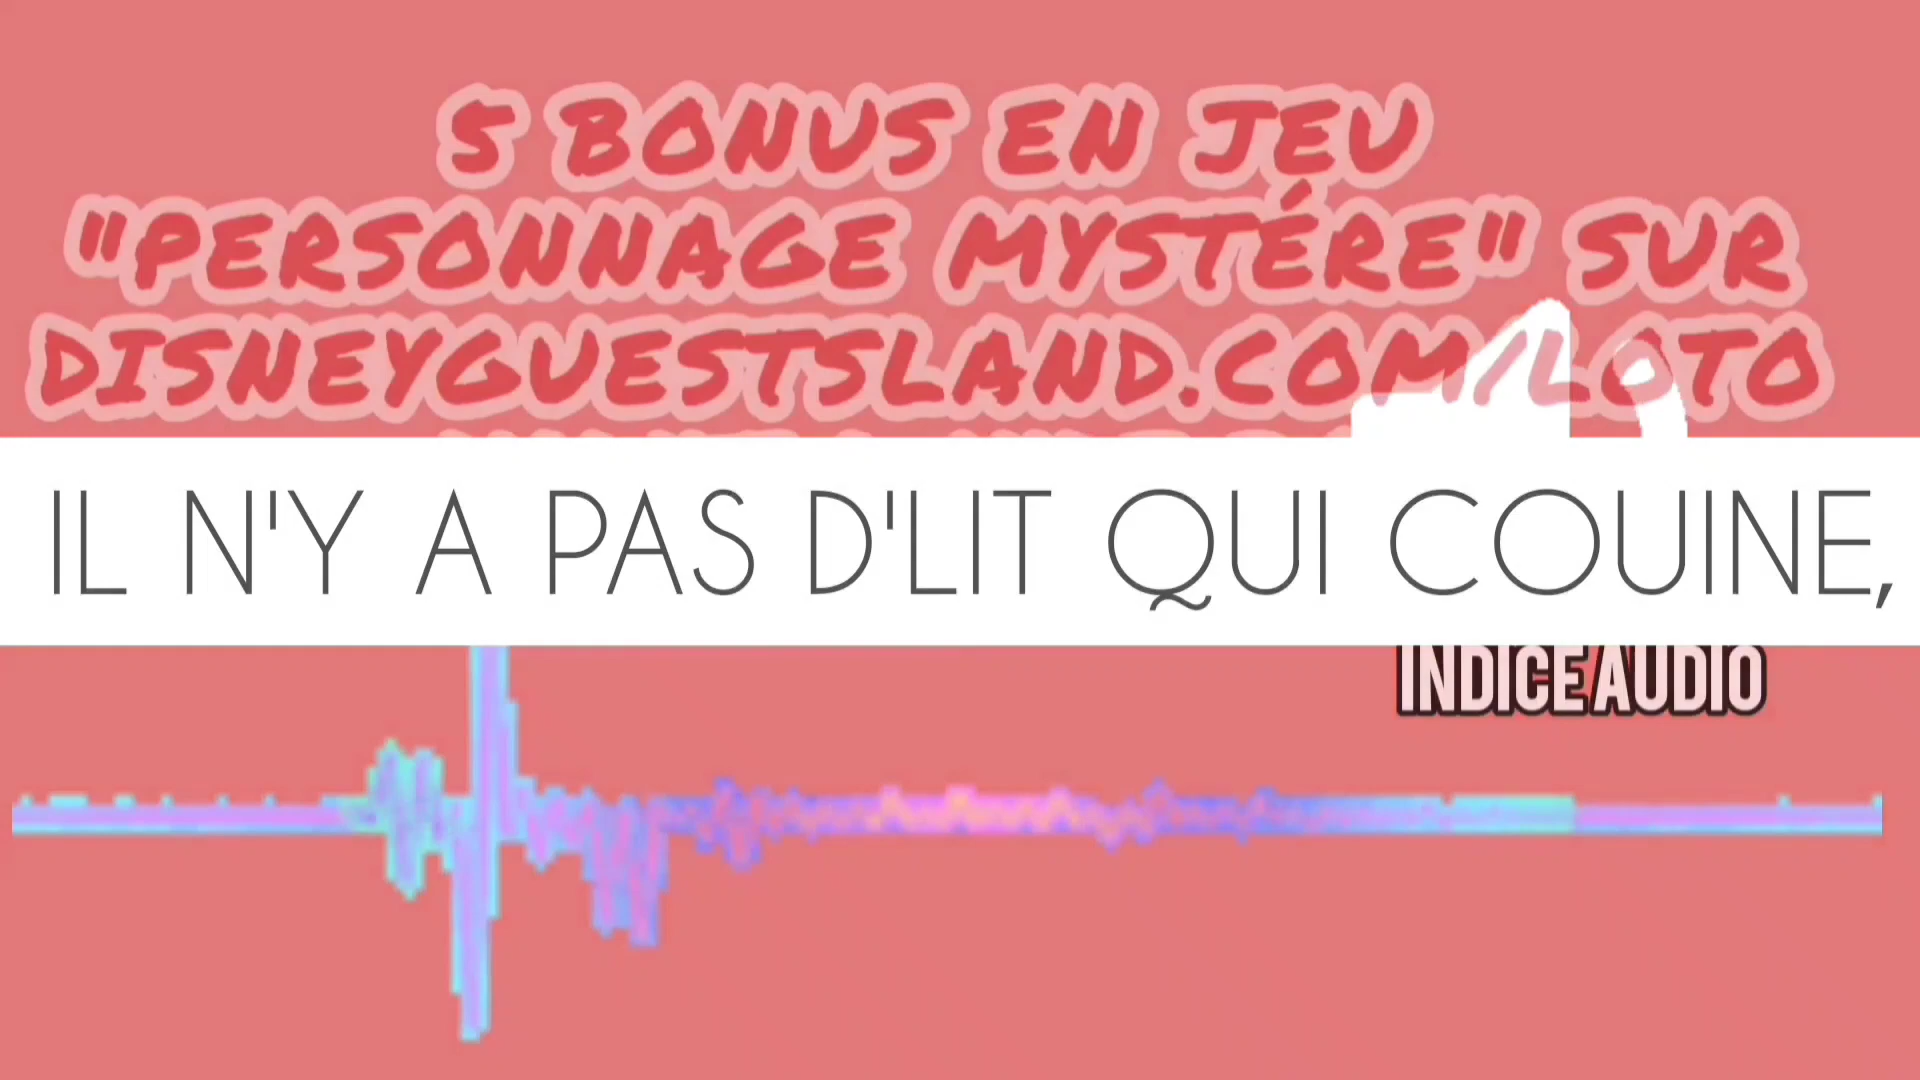 5 BONUS EN JEU
"PERSONNAGE MYSTÉRE" SUR
DISNEYGUESTSLAND.COM/LOTO
IL N'Y A PAS D'LIT QUI COUINE,
INDICE AUDIO